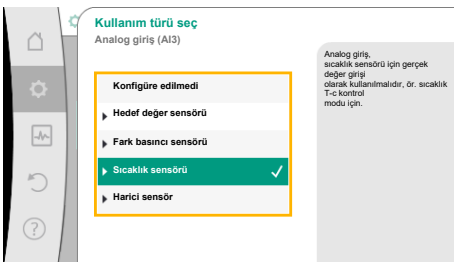 Kullanım türü seç
Analog giriş (AI3)
Konfigüre edilmedi
Hedef değer sensörü
Fark basıncı sensörü
Sıcaklık sensörü
Harici sensör
Analog giriş,
sıcaklık sensörü için gerçek
değer girişi
olarak kullanılmalıdır, ör. sıcaklık
T-c kontrol
modu için.
?